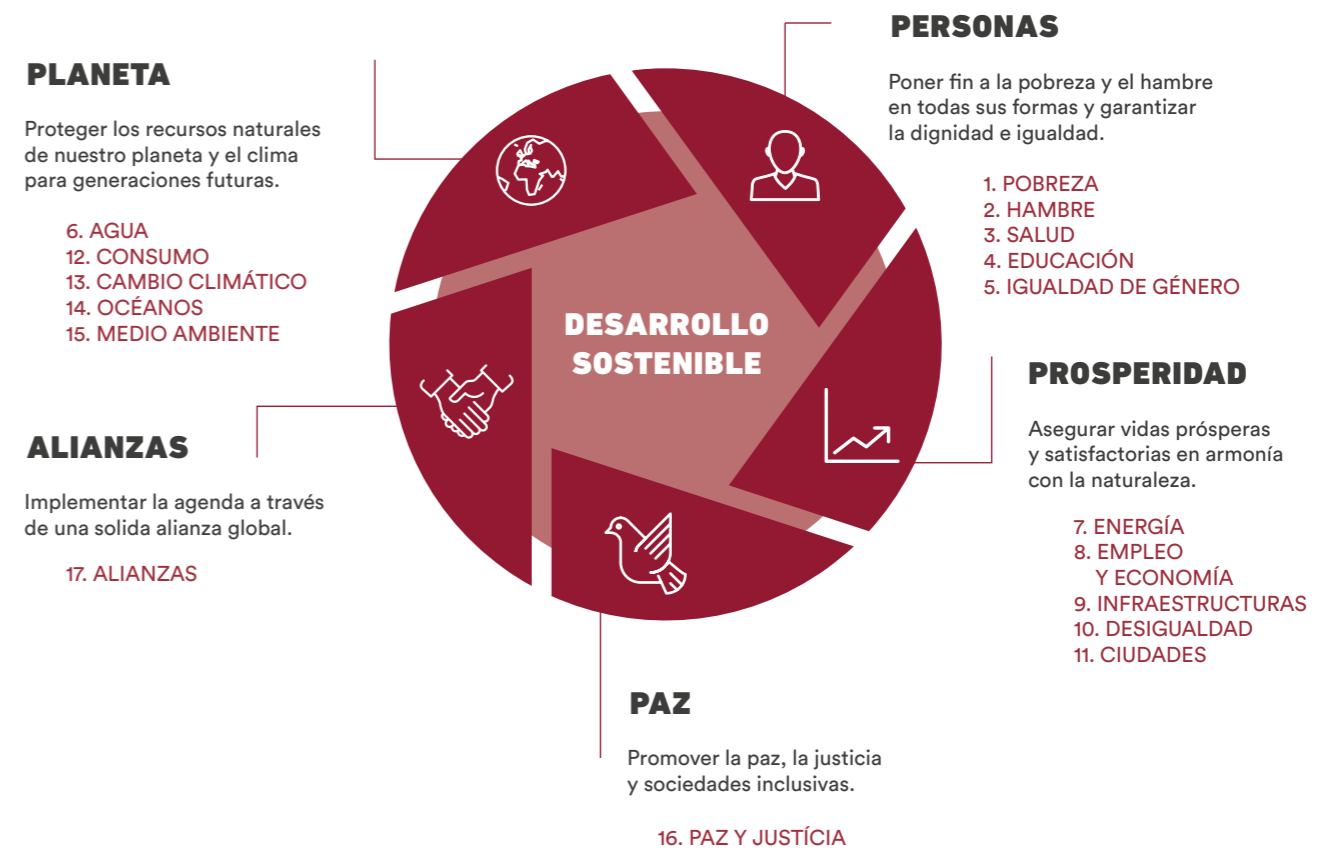 PLANETA
Proteger los recursos naturales
de nuestro planeta y el clima
para generaciones futuras.
6. AGUA
12. CONSUMO
13. CAMBIO CLIMÁTICO
14. OCÉANOS
15. MEDIO AMBIENTE
PERSONAS
Poner fin a la pobreza y el hambre
en todas sus formas y garantizar
la dignidad e igualdad.
1. POBREZA
2. HAMBRE
3. SALUD
4. EDUCACIÓN
5. IGUALDAD DE GÉNERO
DESARROLLO
SOSTENIBLE
PROSPERIDAD
Asegurar vidas prósperas
y satisfactorias en armonía
con la naturaleza.
7. ENERGÍA
8. EMPLEO
Y ECONOMÍA
9. INFRAESTRUCTURAS
10. DESIGUALDAD
11. CIUDADES
ALIANZAS
Implementar la agenda a través
de una solida alianza global.
17. ALIANZAS
PAZ
Promover la paz, la justicia
y sociedades inclusivas.
16. PAZ Y JUSTÍCIA